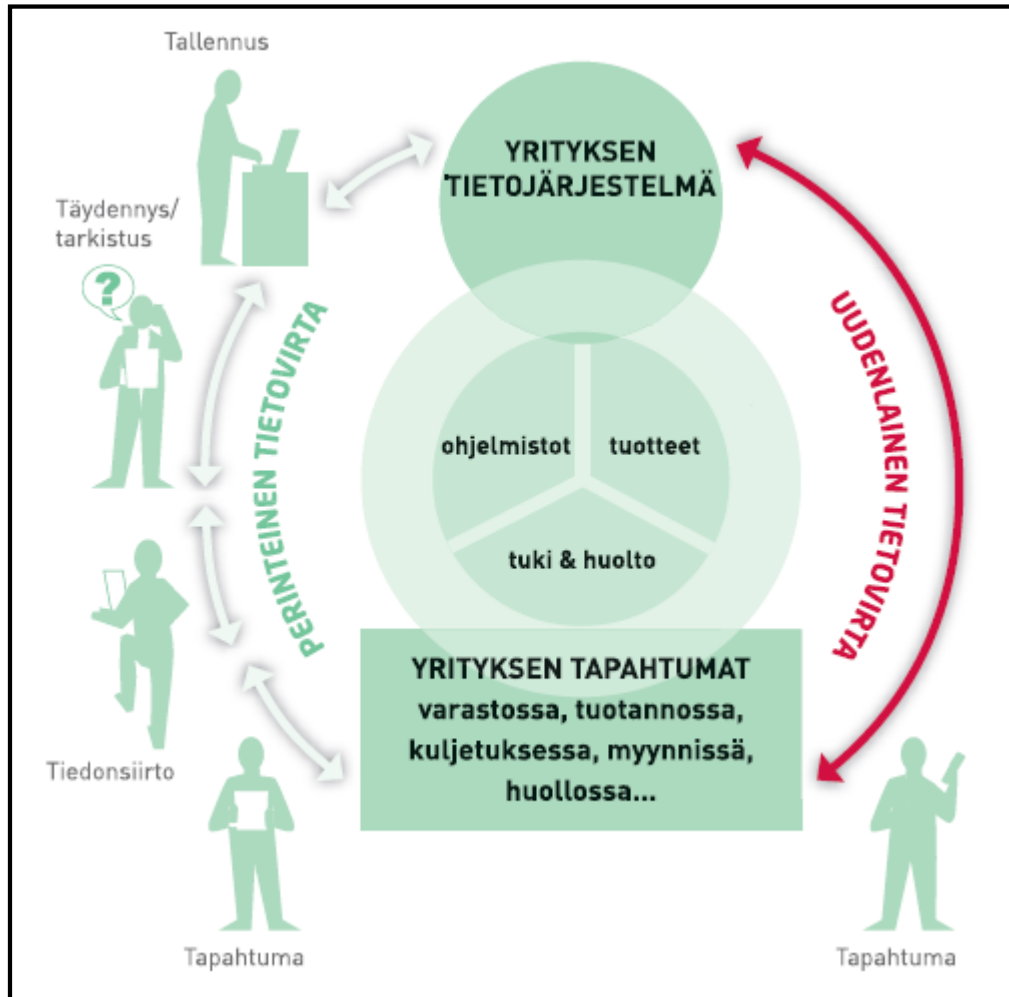 Tallennus
YRITYKSEN
TIETOJÄRJESTELMÄ
Täydennys/
tarkistus
?
PERINTEINEN TIETOVIRTA
UUDENLAINEN TIETOVIRTA
ohjelmistot
tuotteet
tuki & huolto
YRITYKSEN TAPAHTUMAT
varastossa, tuotannossa,
kuljetuksessa, myynnissä,
huollossa...
Tiedonsiirto
Tapahtuma
Tapahtuma